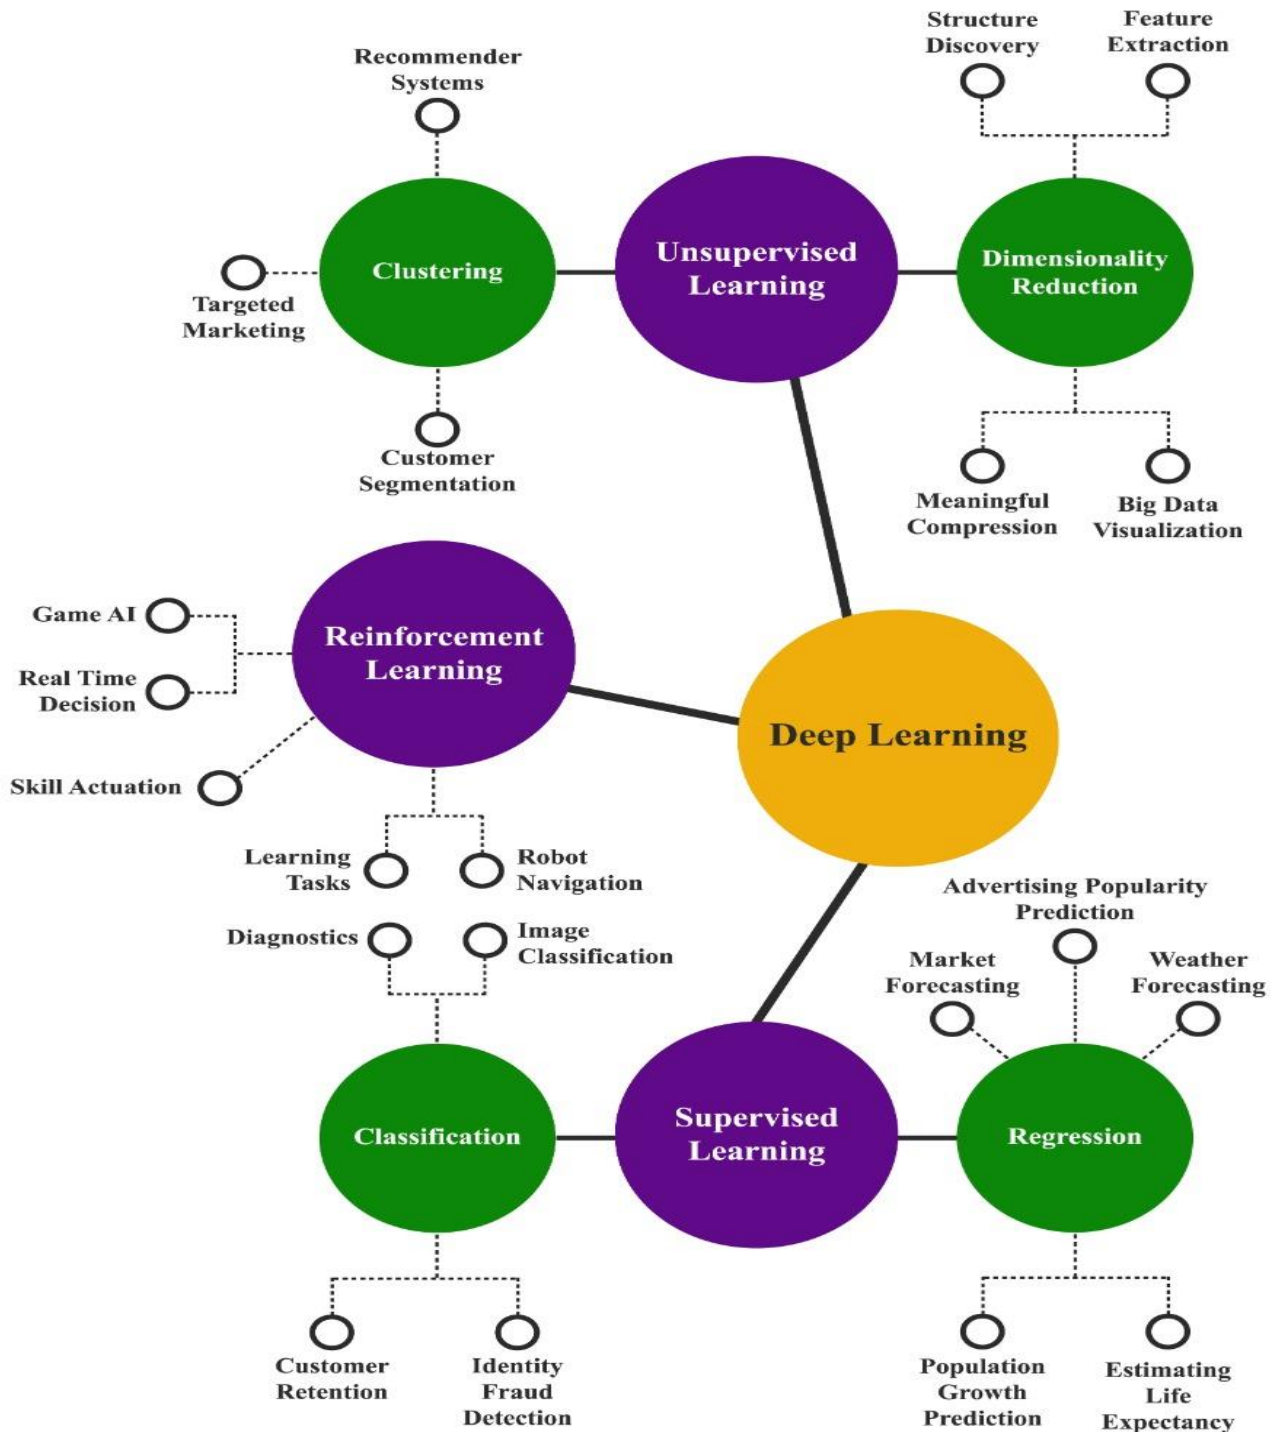 Structure
Discovery
Feature
Extraction
Recommender
Systems
Clustering
Unsupervised
Learning
Dimensionality
Reduction
Targeted
Marketing
Customer
Segmentation
Meaningful
Compression
Big Data
Visualization
Game AI
Real Time
Decision
Reinforcement
Learning
Skill Actuation
Deep Learning
Learning
Tasks
Robot
Navigation
Diagnostics
Image
Classification
Advertising Popularity
Prediction
Market
Forecasting
Weather
Forecasting
Classification
Supervised
Learning
Regression
Customer
Retention
Identity
Fraud
Detection
Population
Growth
Prediction
Estimating
Life
Expectancy